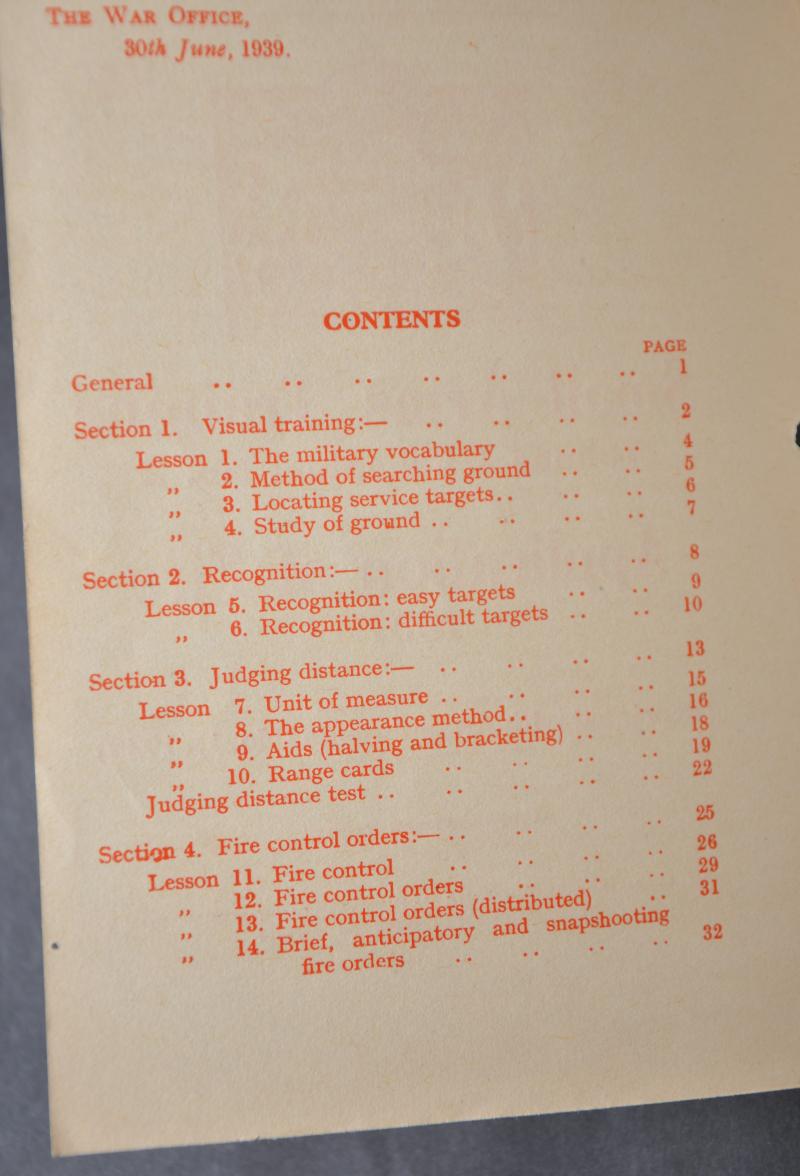 THE WAR OFFICE,
30th June, 1939.
CONTENTS
PAGE
General .. .. .. .. .. .. .. 1
Section 1. Visual training:— .. .. .. .. 2
Lesson 1. The military vocabulary .. .. 4
,, 2. Method of searching ground .. .. 5
,, 3. Locating service targets.. .. .. 6
,, 4. Study of ground .. .. .. .. 7
Section 2. Recognition:— .. .. .. .. .. 8
Lesson 5. Recognition: easy targets .. .. 9
,, 6. Recognition: difficult targets .. .. 10
Section 3. Judging distance:— .. .. .. .. 13
Lesson 7. Unit of measure .. .. .. .. 15
,, 8. The appearance method.. .. .. 16
,, 9. Aids (halving and bracketing) .. .. 18
,, 10. Range cards .. .. .. .. 19
Judging distance test .. .. .. .. .. 22
Section 4. Fire control orders:— .. .. .. .. 25
Lesson 11. Fire control .. .. .. .. 26
,, 12. Fire control orders .. .. .. 29
,, 13. Fire control orders (distributed) .. 31
,, 14. Brief, anticipatory and snapshooting
fire orders .. .. .. .. 32